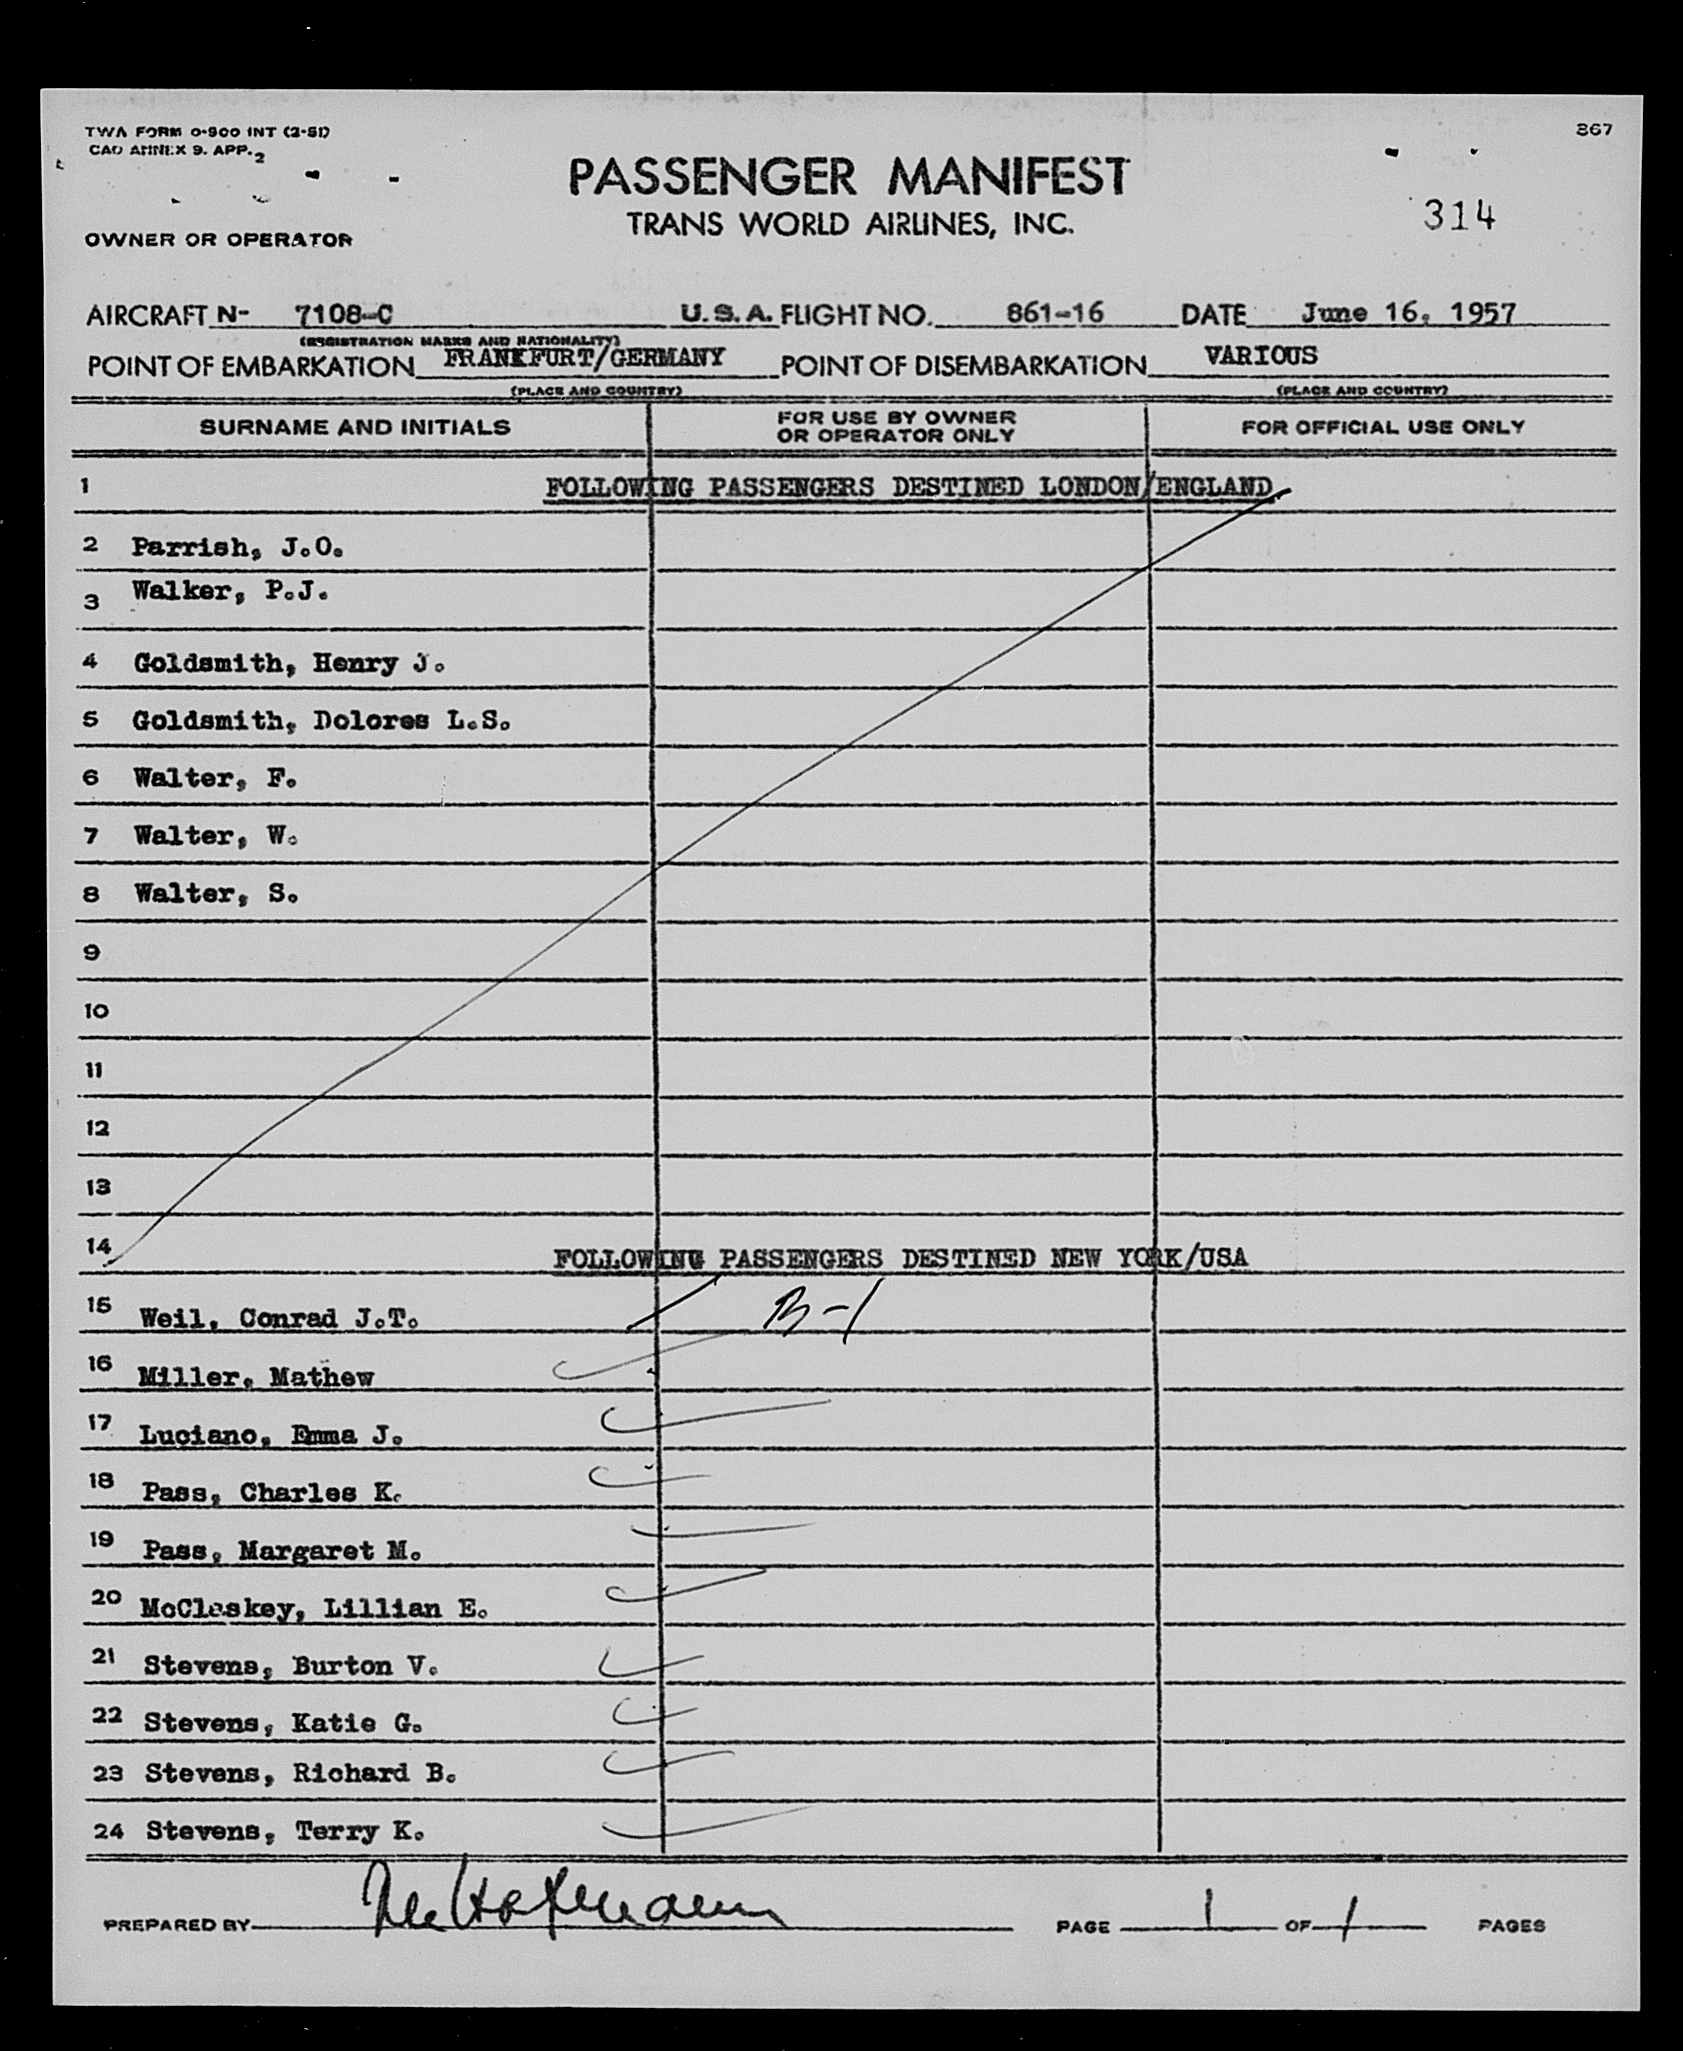 TWA FORM 0-900 INT (2-51)
867
CAO ANNEX 9. APP. 2
PASSENGER MANIFEST
314
TRANS WORLD AIRLINES, INC.
OWNER OR OPERATOR
AIRCRAFT N- 7108-C U.S.A. FLIGHT NO. 861-16 DATE June 16, 1957
(REGISTRATION MARKS AND NATIONALITY)
POINT OF EMBARKATION FRANKFURT/GERMANY POINT OF DISEMBARKATION VARIOUS
(PLACE AND COUNTRY) (PLACE AND COUNTRY)
SURNAME AND INITIALS FOR USE BY OWNER OR OPERATOR ONLY FOR OFFICIAL USE ONLY
1 FOLLOWING PASSENGERS DESTINED LONDON/ENGLAND
2 Parrish, J.O.
3 Walker, P.J.
4 Goldsmith, Henry J.
5 Goldsmith, Dolores L.S.
6 Walter, F.
7 Walter, W.
8 Walter, S.
9
10
11
12
13
14 FOLLOWING PASSENGERS DESTINED NEW YORK/USA
15 Weil, Conrad J.T. B-1
16 Miller, Mathew
17 Luciano, Emma J.
18 Pass, Charles K.
19 Pass, Margaret M.
20 McCloskey, Lillian E.
21 Stevens, Burton V.
22 Stevens, Katie G.
23 Stevens, Richard B.
24 Stevens, Terry K.
PREPARED BY PAGE 1 OF 1 PAGES